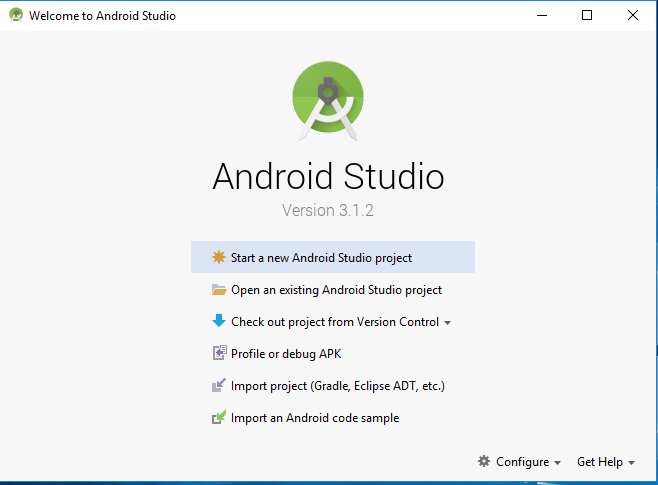 Welcome to Android Studio
Android Studio
Version 3.1.2
Start a new Android Studio project
Open an existing Android Studio project
Check out project from Version Control
Profile or debug APK
Import project (Gradle, Eclipse ADT, etc.)
Import an Android code sample
Configure Get Help